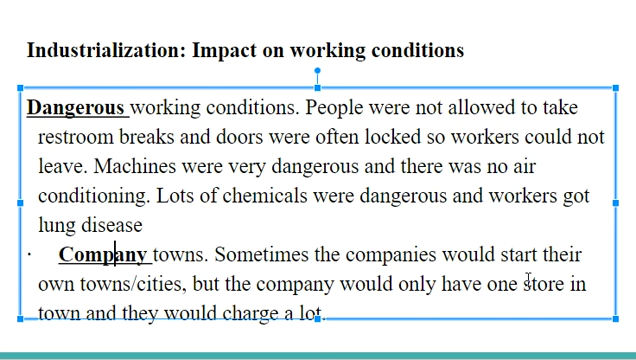 Industrialization: Impact on working conditions
Dangerous working conditions. People were not allowed to take
restroom breaks and doors were often locked so workers could not
leave. Machines were very dangerous and there was no air
conditioning. Lots of chemicals were dangerous and workers got
lung disease
· Company towns. Sometimes the companies would start their
own towns/cities, but the company would only have one store in
town and they would charge a lot.